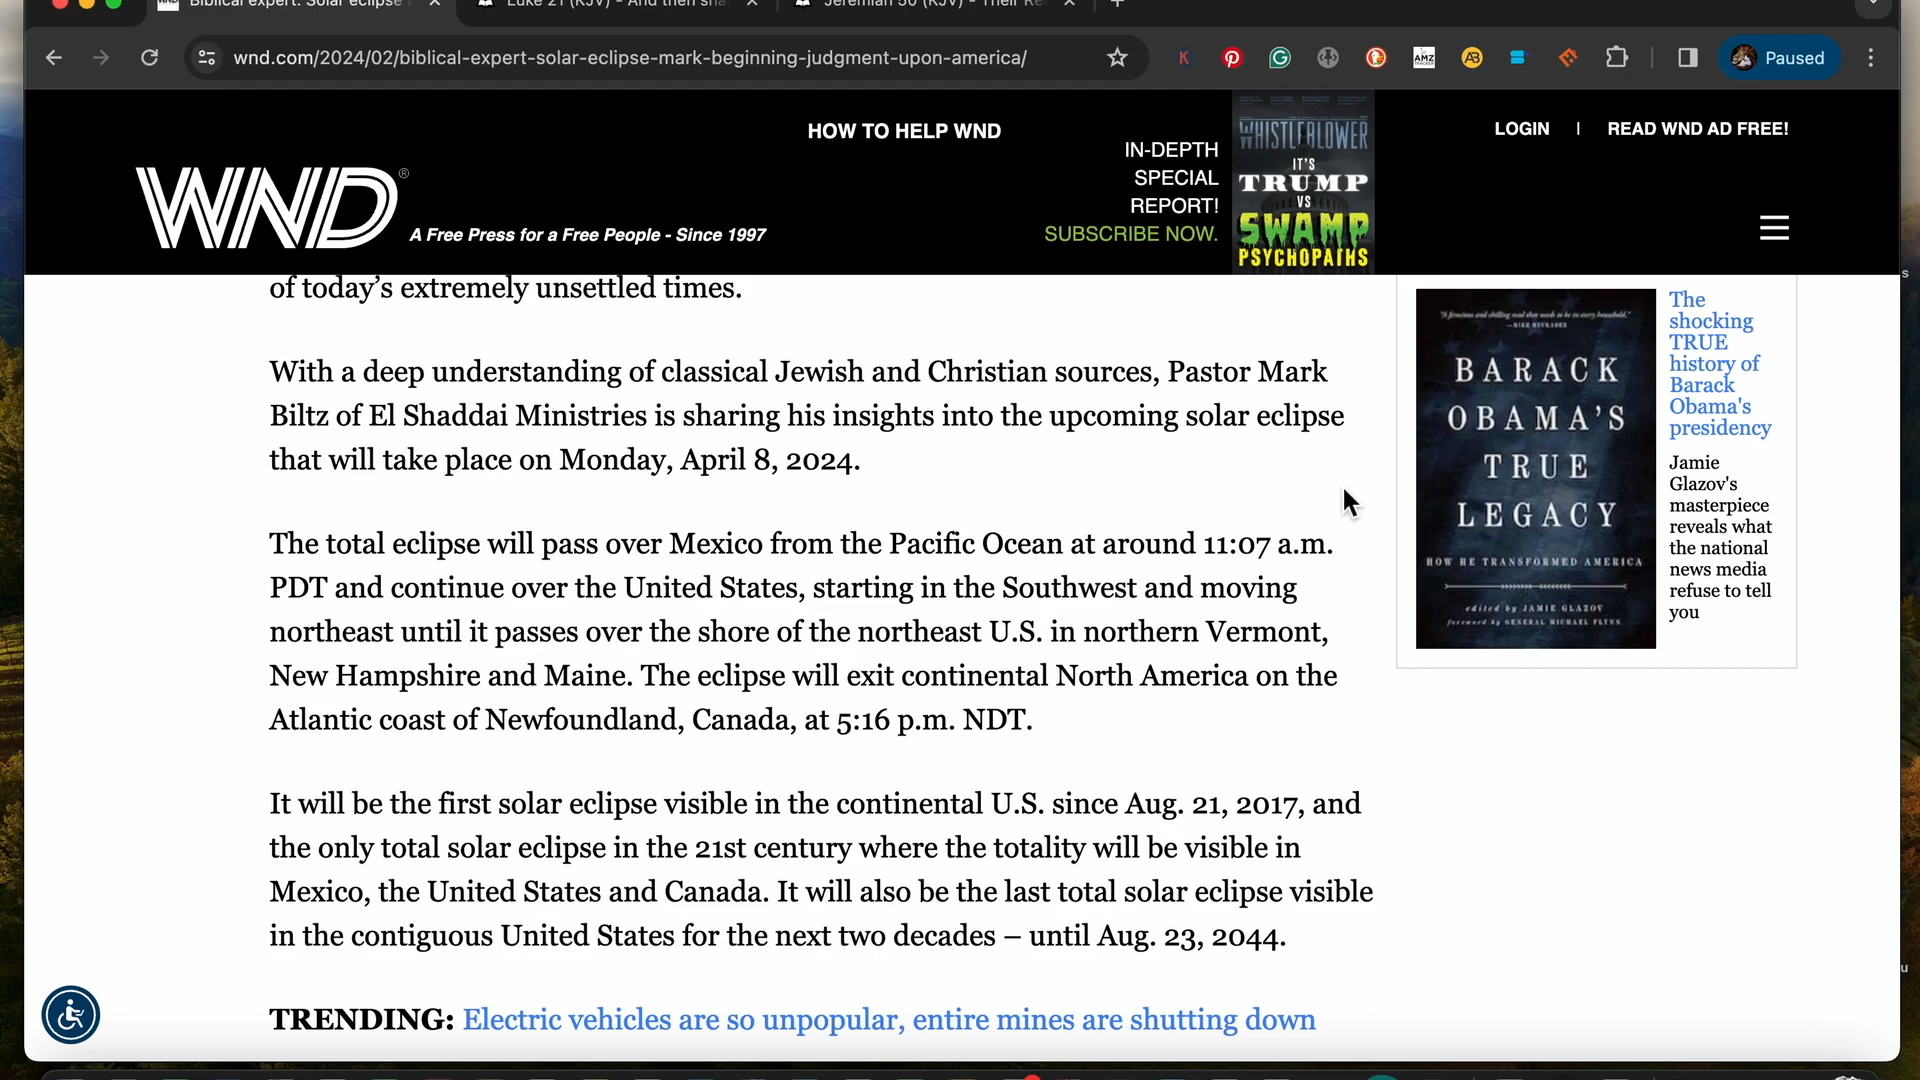 Biblical expert: Solar eclipse
Luke 21 (KJV) - And then sha
Jeremiah 50 (KJV) - Their Re
wnd.com/2024/02/biblical-expert-solar-eclipse-mark-beginning-judgment-upon-america/
Paused
HOW TO HELP WND
IN-DEPTH
SPECIAL
REPORT!
SUBSCRIBE NOW.
WHISTLEBLOWER
IT'S
TRUMP
VS
SWAMP
PSYCHOPATHS
LOGIN | READ WND AD FREE!
WND®
A Free Press for a Free People - Since 1997
of today’s extremely unsettled times.
With a deep understanding of classical Jewish and Christian sources, Pastor Mark
Biltz of El Shaddai Ministries is sharing his insights into the upcoming solar eclipse
that will take place on Monday, April 8, 2024.
The total eclipse will pass over Mexico from the Pacific Ocean at around 11:07 a.m.
PDT and continue over the United States, starting in the Southwest and moving
northeast until it passes over the shore of the northeast U.S. in northern Vermont,
New Hampshire and Maine. The eclipse will exit continental North America on the
Atlantic coast of Newfoundland, Canada, at 5:16 p.m. NDT.
It will be the first solar eclipse visible in the continental U.S. since Aug. 21, 2017, and
the only total solar eclipse in the 21st century where the totality will be visible in
Mexico, the United States and Canada. It will also be the last total solar eclipse visible
in the contiguous United States for the next two decades – until Aug. 23, 2044.
TRENDING: Electric vehicles are so unpopular, entire mines are shutting down
"A ferocious and chilling read that needs to be in every household."
—MIKE HUCKABEE
BARACK
OBAMA'S
TRUE
LEGACY
HOW HE TRANSFORMED AMERICA
edited by JAMIE GLAZOV
foreword by GENERAL MICHAEL FLYNN
The
shocking
TRUE
history of
Barack
Obama's
presidency
Jamie
Glazov's
masterpiece
reveals what
the national
news media
refuse to tell
you